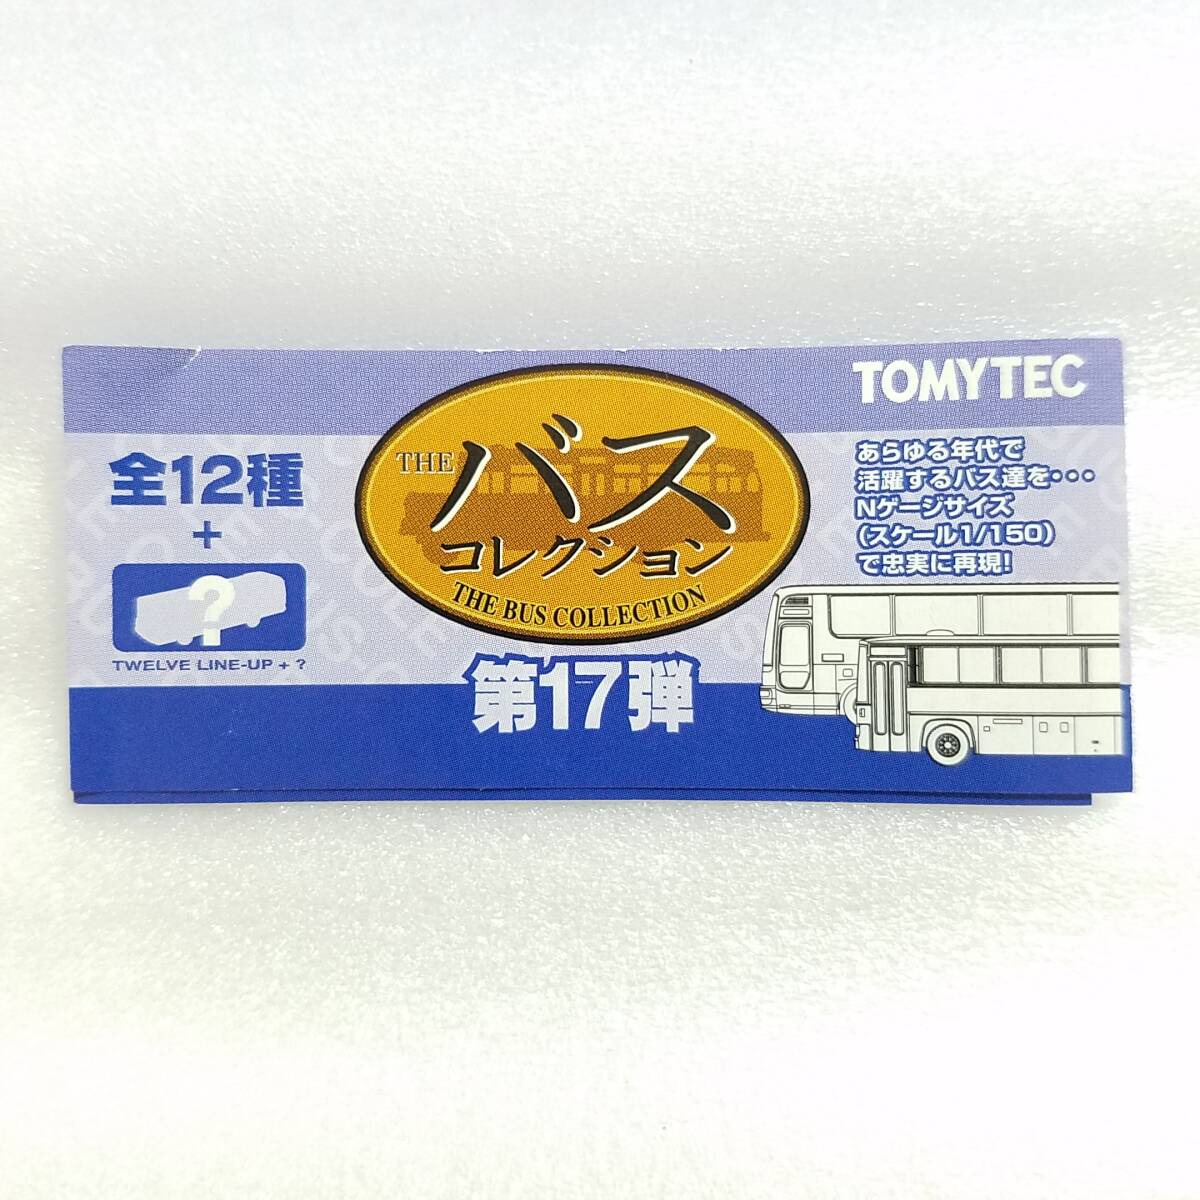 TOMYTEC
全12種
+
?
TWELVE LINE-UP + ?
THE バス
コレクション
THE BUS COLLECTION
第17弾
あらゆる年代で
活躍するバス達を・・・
Nゲージサイズ
(スケール1/150)
で忠実に再現!